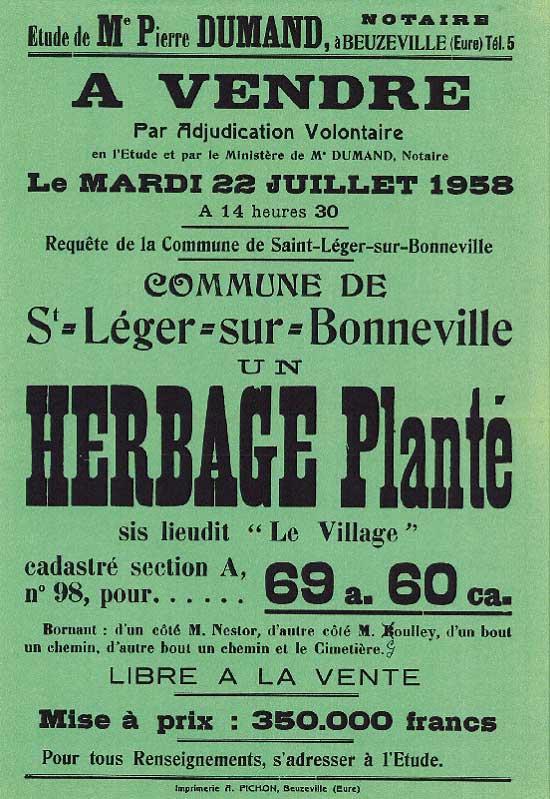 Etude de Me Pierre DUMAND, NOTAIRE à BEUZEVILLE (Eure) Tél. 5
A VENDRE
Par Adjudication Volontaire
en l'Etude et par le Ministère de Me DUMAND, Notaire
Le MARDI 22 JUILLET 1958
A 14 heures 30
Requête de la Commune de Saint-Léger-sur-Bonneville
COMMUNE DE
St-Léger-sur-Bonneville
UN
HERBAGE Planté
sis lieudit "Le Village"
cadastré section A,
n° 98, pour...... 69 a. 60 ca.
Bornant : d'un côté M. Nestor, d'autre côté M. Roulley, d'un bout
un chemin, d'autre bout un chemin et le Cimetière.
LIBRE A LA VENTE
Mise à prix : 350.000 francs
Pour tous Renseignements, s'adresser à l'Etude.
Imprimerie A. PICHON, Beuzeville (Eure)